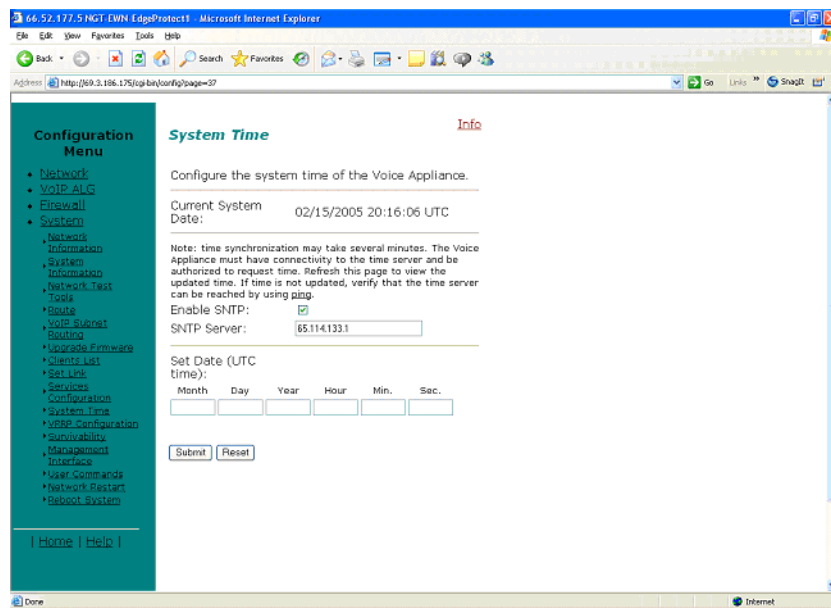 66.52.177.5 NGT-EWN-EdgeProtect1 - Microsoft Internet Explorer
File Edit View Favorites Tools Help
Back Search Favorites
Address http://69.3.186.175/cgi-bin/config?page=37 Go Links » SnagIt
Configuration
Menu
Network
VoIP ALG
Firewall
System
Network
Information
System
Information
Network Test
Tools
Route
VoIP Subnet
Routing
Upgrade Firmware
Clients List
Set Link
Services
Configuration
System Time
VRRP Configuration
Survivability
Management
Interface
User Commands
Network Restart
Reboot System
| Home | Help |
Info
System Time
Configure the system time of the Voice Appliance.
Current System
Date:
02/15/2005 20:16:06 UTC
Note: time synchronization may take several minutes. The Voice
Appliance must have connectivity to the time server and be
authorized to request time. Refresh this page to view the
updated time. If time is not updated, verify that the time server
can be reached by using ping.
Enable SNTP:
SNTP Server: 65.114.133.1
Set Date (UTC
time):
Month Day Year Hour Min. Sec.
Submit Reset
Done Internet